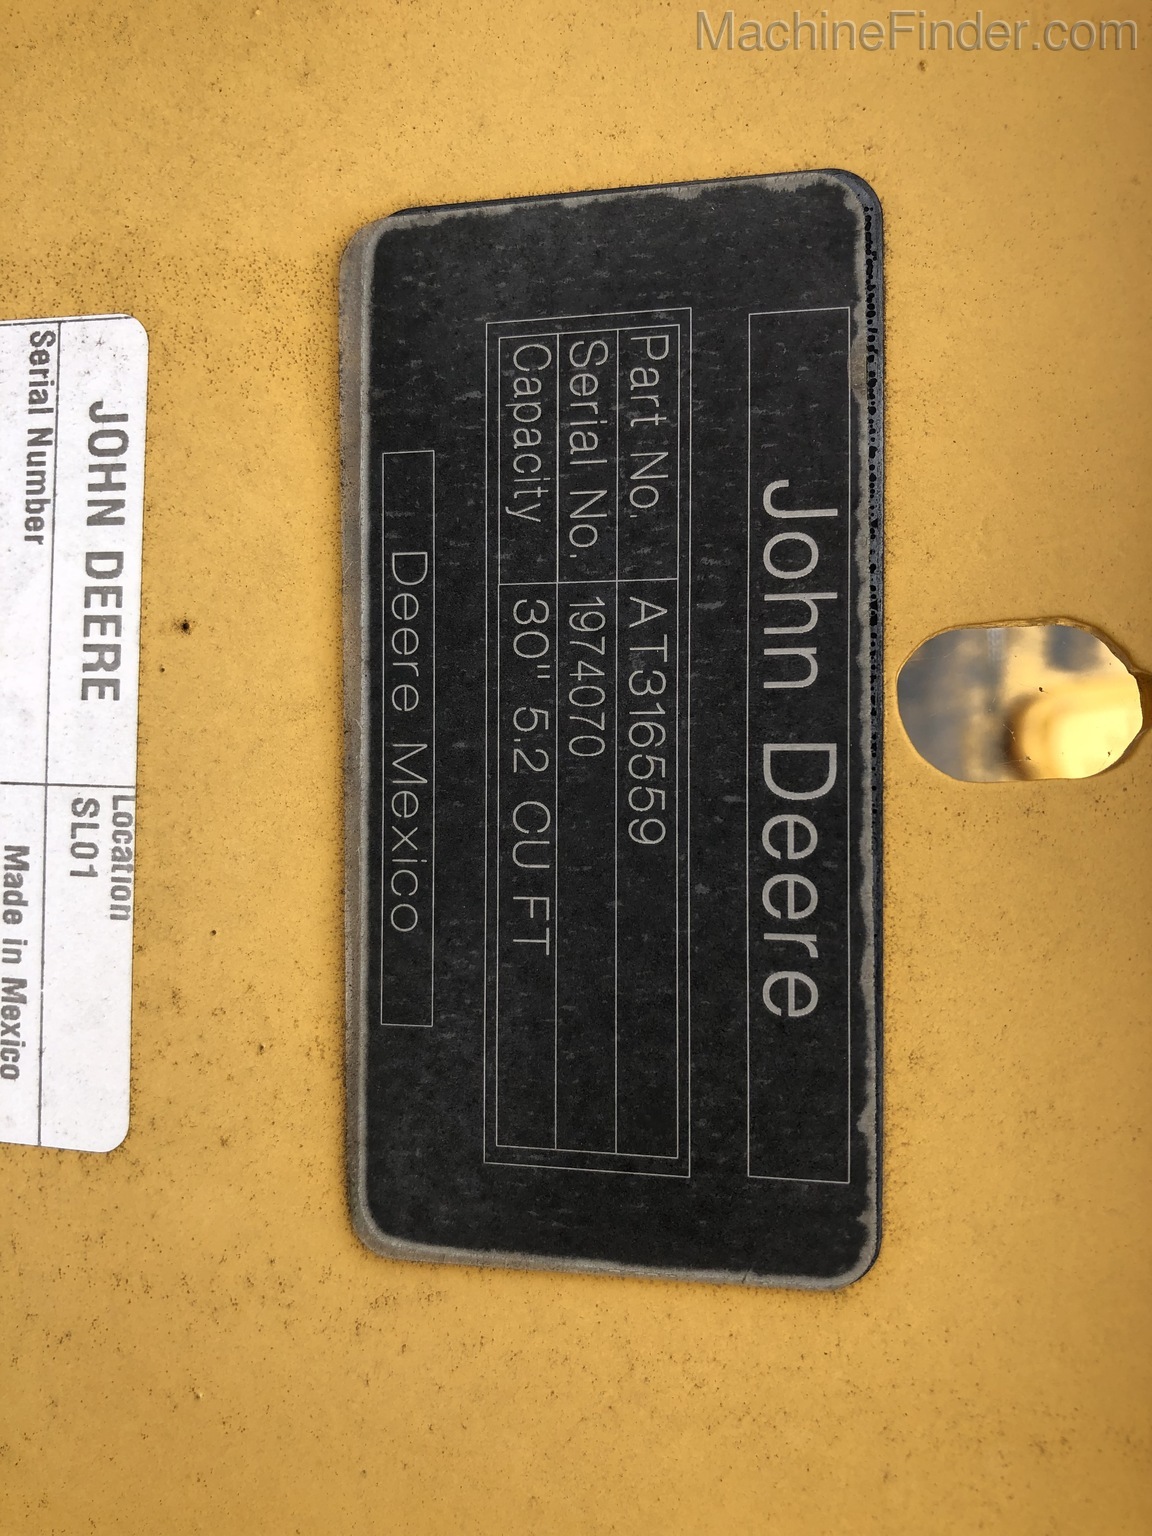 MachineFinder.com
John Deere
Part No. AT316559
Serial No. 1974070
Capacity 30" 5.2 CU FT
Deere Mexico
JOHN DEERE
Location
SL01
Serial Number
Made in Mexico